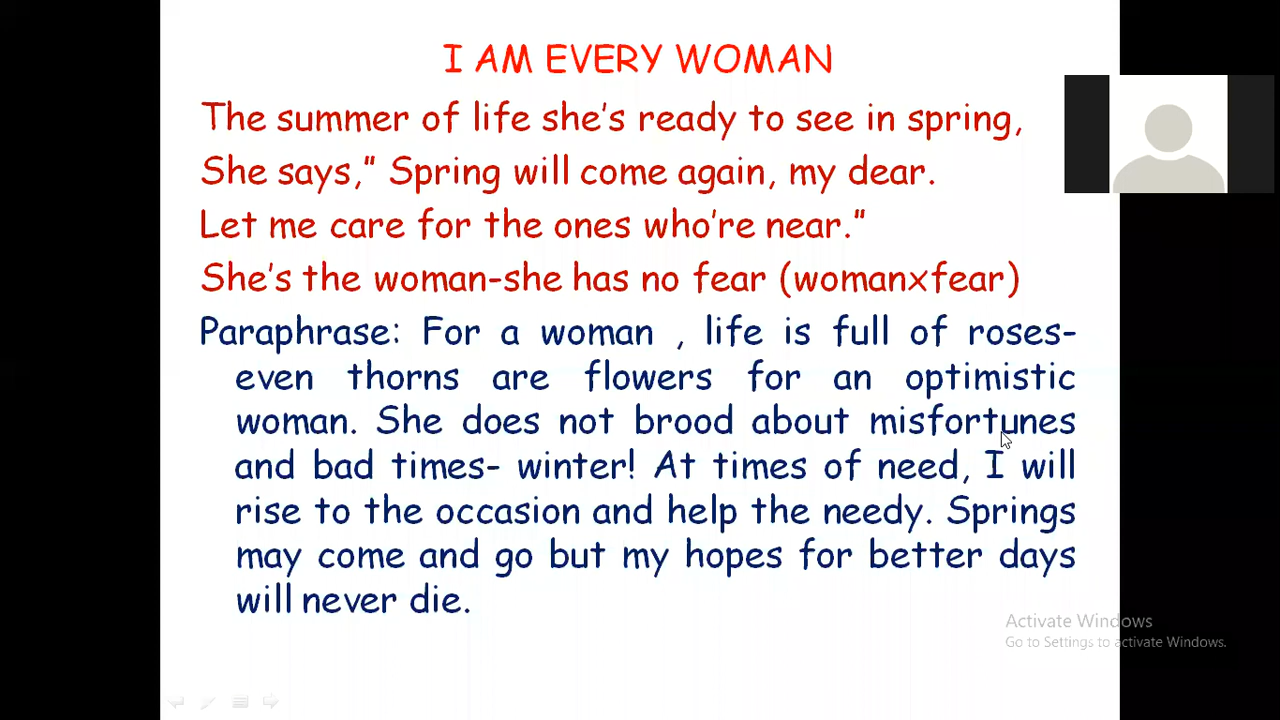 I AM EVERY WOMAN
The summer of life she's ready to see in spring,
She says," Spring will come again, my dear.
Let me care for the ones who're near."
She's the woman-she has no fear (womanxfear)
Paraphrase: For a woman , life is full of roses-
even thorns are flowers for an optimistic
woman. She does not brood about misfortunes
and bad times- winter! At times of need, I will
rise to the occasion and help the needy. Springs
may come and go but my hopes for better days
will never die.
Activate Windows
Go to Settings to activate Windows.